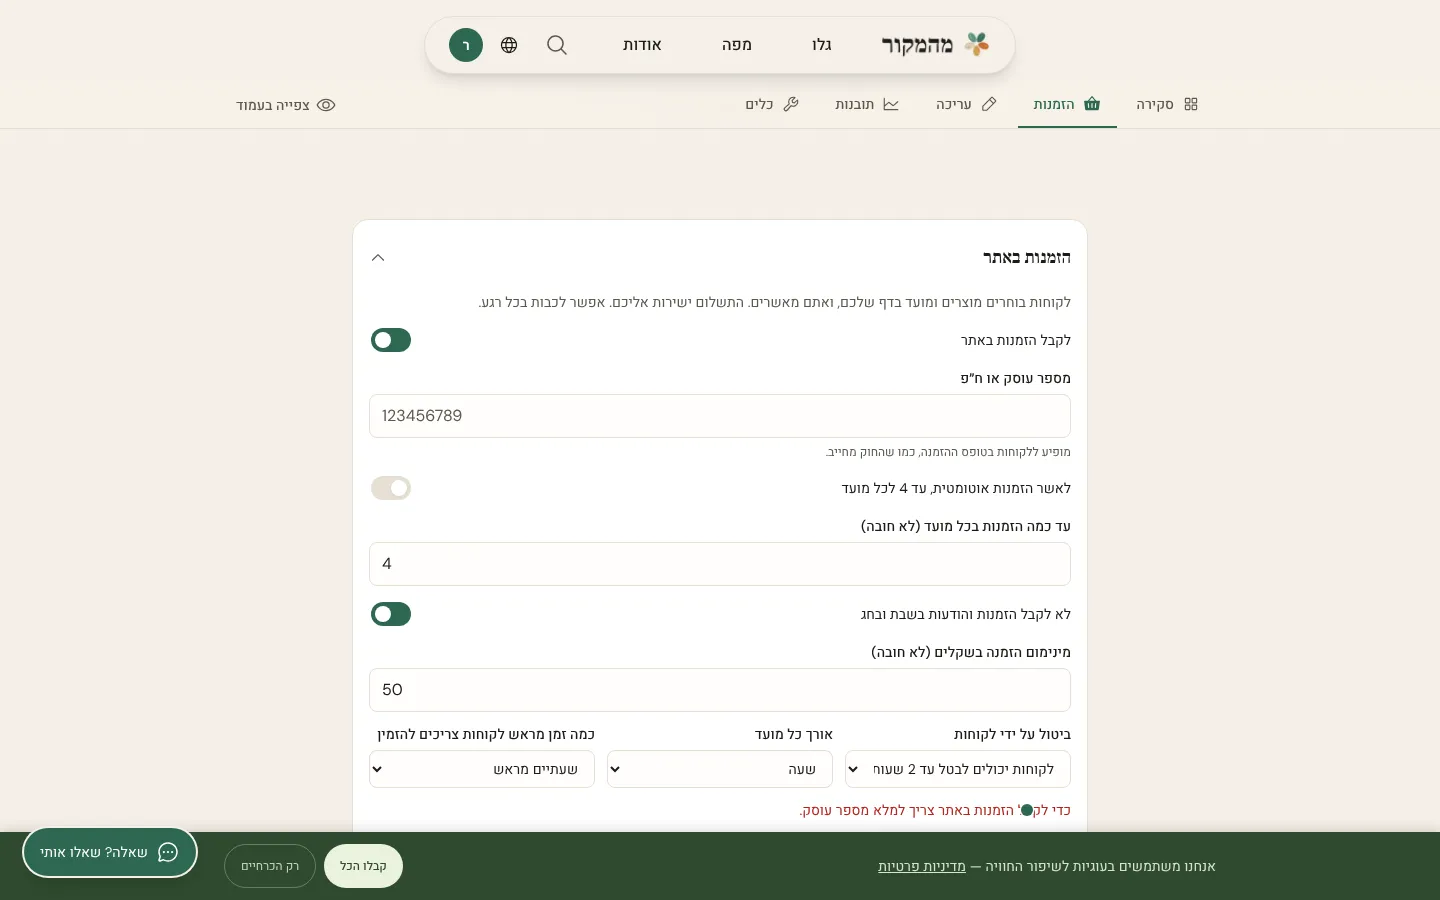 מהמקור
גלו
מפה
אודות
ר
סקירה
הזמנות
עריכה
תובנות
כלים
צפייה בעמוד
הזמנות באתר
לקוחות בוחרים מוצרים ומועד בדף שלכם, ואתם מאשרים. התשלום ישירות אליכם. אפשר לכבות בכל רגע.
לקבל הזמנות באתר
מספר עוסק או ח״פ
123456789
מופיע ללקוחות בטופס ההזמנה, כמו שהחוק מחייב.
לאשר הזמנות אוטומטית, עד 4 לכל מועד
עד כמה הזמנות בכל מועד (לא חובה)
4
לא לקבל הזמנות והודעות בשבת ובחג
מינימום הזמנה בשקלים (לא חובה)
50
ביטול על ידי לקוחות
אורך כל מועד
כמה זמן מראש לקוחות צריכים להזמין
לקוחות יכולים לבטל עד 2 שעות
שעה
שעתיים מראש
כדי הזמנות באתר צריך למלא מספר עוסק.
אנחנו משתמשים בעוגיות לשיפור החוויה — מדיניות פרטיות
קבלו הכל
רק הכרחיים
שאלה? שאלו אותי